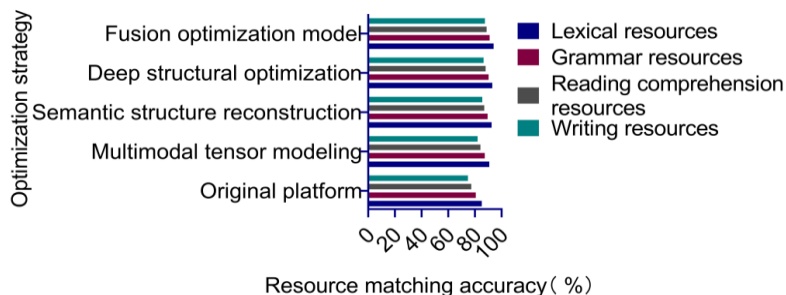 Optimization strategy
Fusion optimization model
Deep structural optimization
Semantic structure reconstruction
Multimodal tensor modeling
Original platform
0
20
40
60
80
100
Resource matching accuracy( %)
Lexical resources
Grammar resources
Reading comprehension
resources
Writing resources